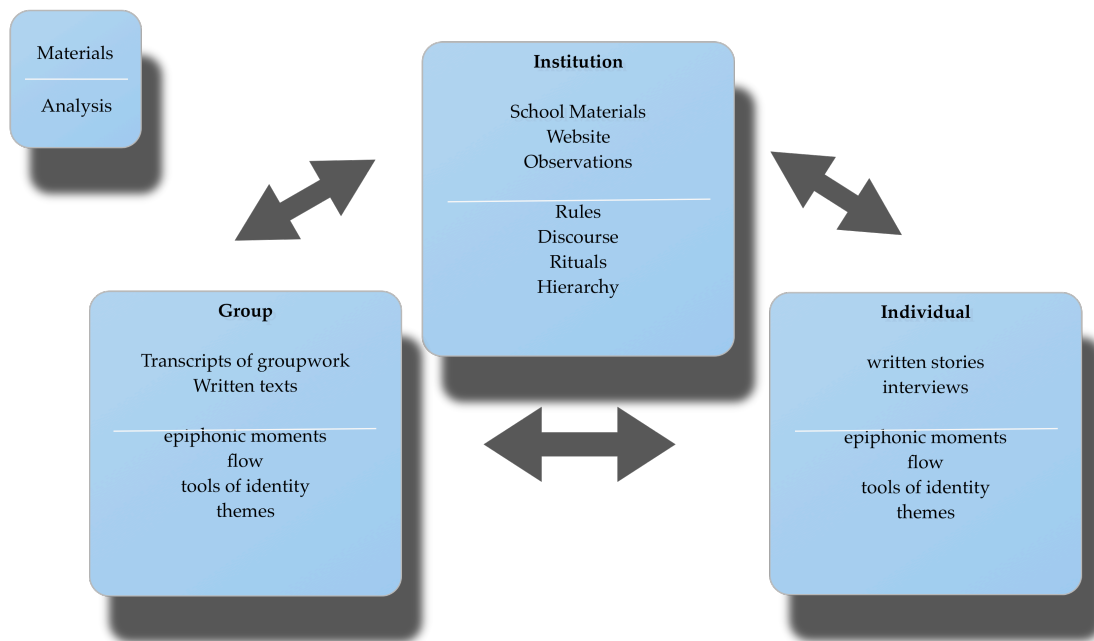 Materials
Analysis
Institution
School Materials
Website
Observations
Rules
Discourse
Rituals
Hierarchy
Group
Transcripts of groupwork
Written texts
epiphonic moments
flow
tools of identity
themes
Individual
written stories
interviews
epiphonic moments
flow
tools of identity
themes